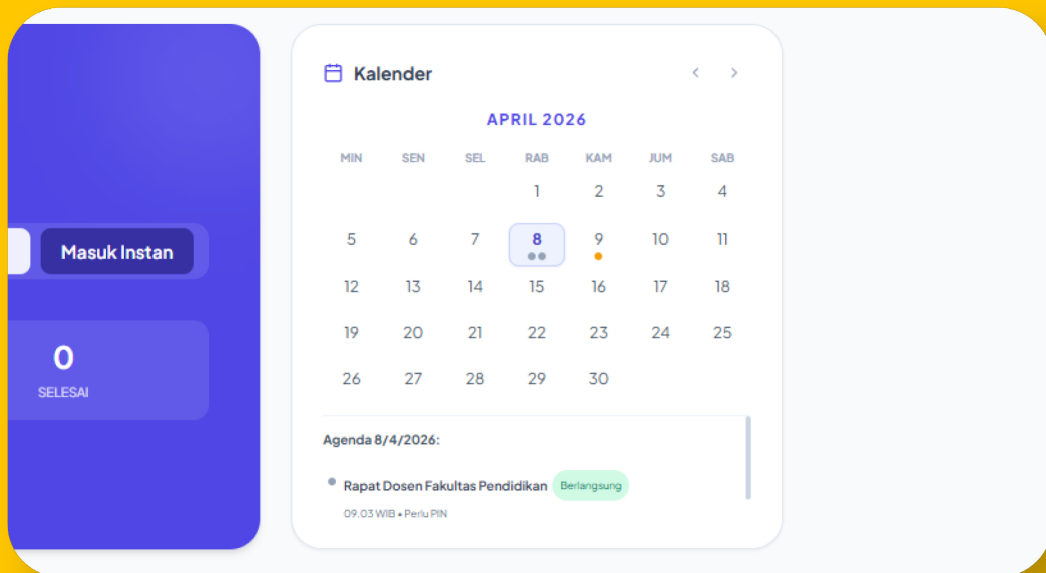 Masuk Instan
0
SELESAI
Kalender
APRIL 2026
MIN SEN SEL RAB KAM JUM SAB
1 2 3 4
5 6 7 8 9 10 11
12 13 14 15 16 17 18
19 20 21 22 23 24 25
26 27 28 29 30
Agenda 8/4/2026:
Rapat Dosen Fakultas Pendidikan Berlangsung
09.03 WIB • Perlu PIN